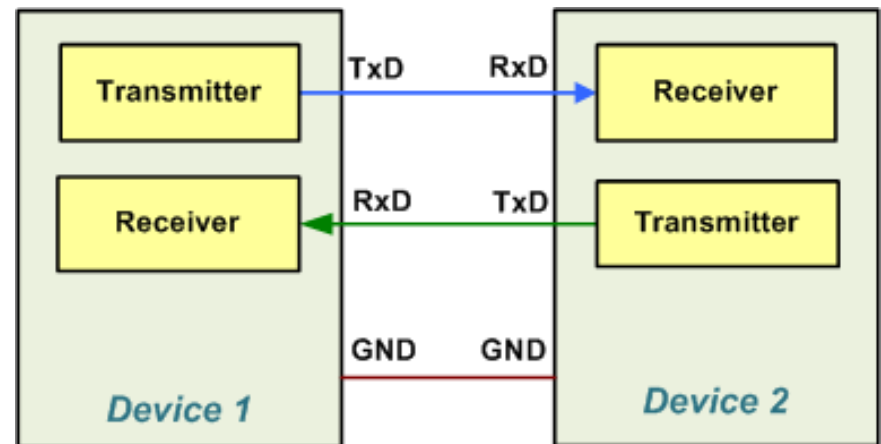 TxD RxD
Transmitter Receiver
RxD TxD
Receiver Transmitter
GND GND
Device 1 Device 2